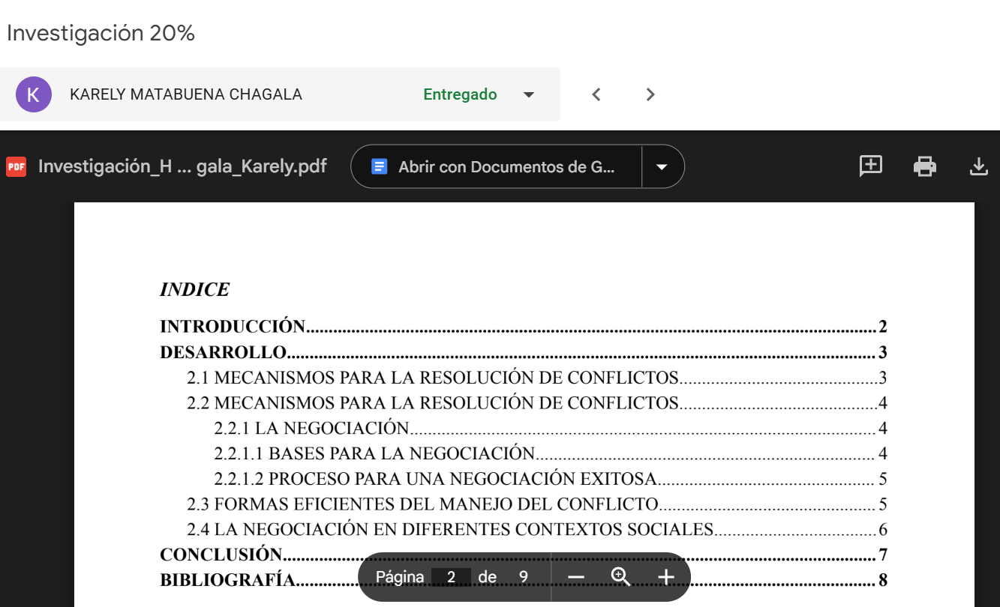 Investigación 20%
K KARELY MATABUENA CHAGALA Entregado
PDF Investigación_H ... gala_Karely.pdf Abrir con Documentos de G...
INDICE
INTRODUCCIÓN.......... 2
DESARROLLO.......... 3
2.1 MECANISMOS PARA LA RESOLUCIÓN DE CONFLICTOS.......... 3
2.2 MECANISMOS PARA LA RESOLUCIÓN DE CONFLICTOS.......... 4
2.2.1 LA NEGOCIACIÓN.......... 4
2.2.1.1 BASES PARA LA NEGOCIACIÓN.......... 4
2.2.1.2 PROCESO PARA UNA NEGOCIACIÓN EXITOSA.......... 5
2.3 FORMAS EFICIENTES DEL MANEJO DEL CONFLICTO.......... 5
2.4 LA NEGOCIACIÓN EN DIFERENTES CONTEXTOS SOCIALES.......... 6
CONCLUSIÓN.......... 7
BIBLIOGRAFÍA.......... 8
Página 2 de 9